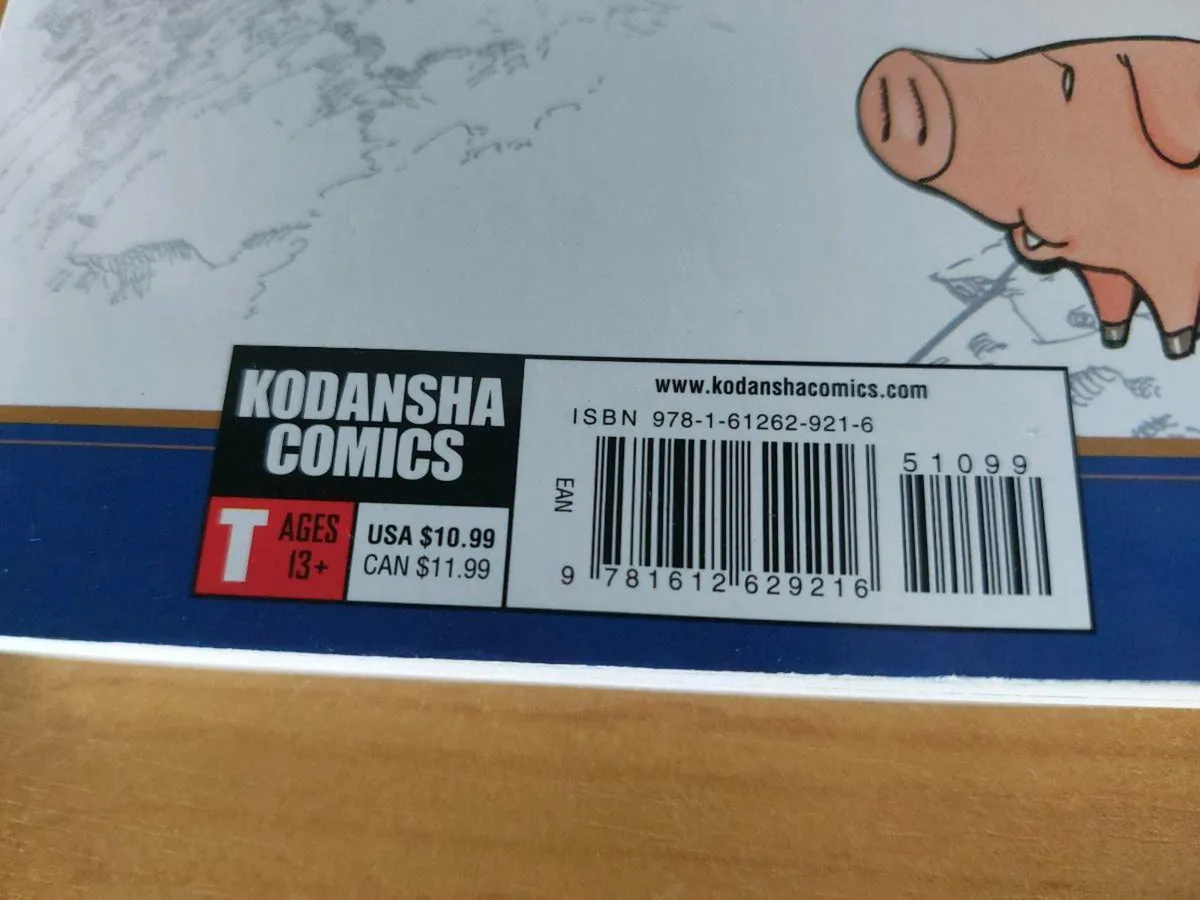 KODANSHA
COMICS
T AGES
13+
USA $10.99
CAN $11.99
www.kodanshacomics.com
ISBN 978-1-61262-921-6
51099
EAN
9 781612 629216